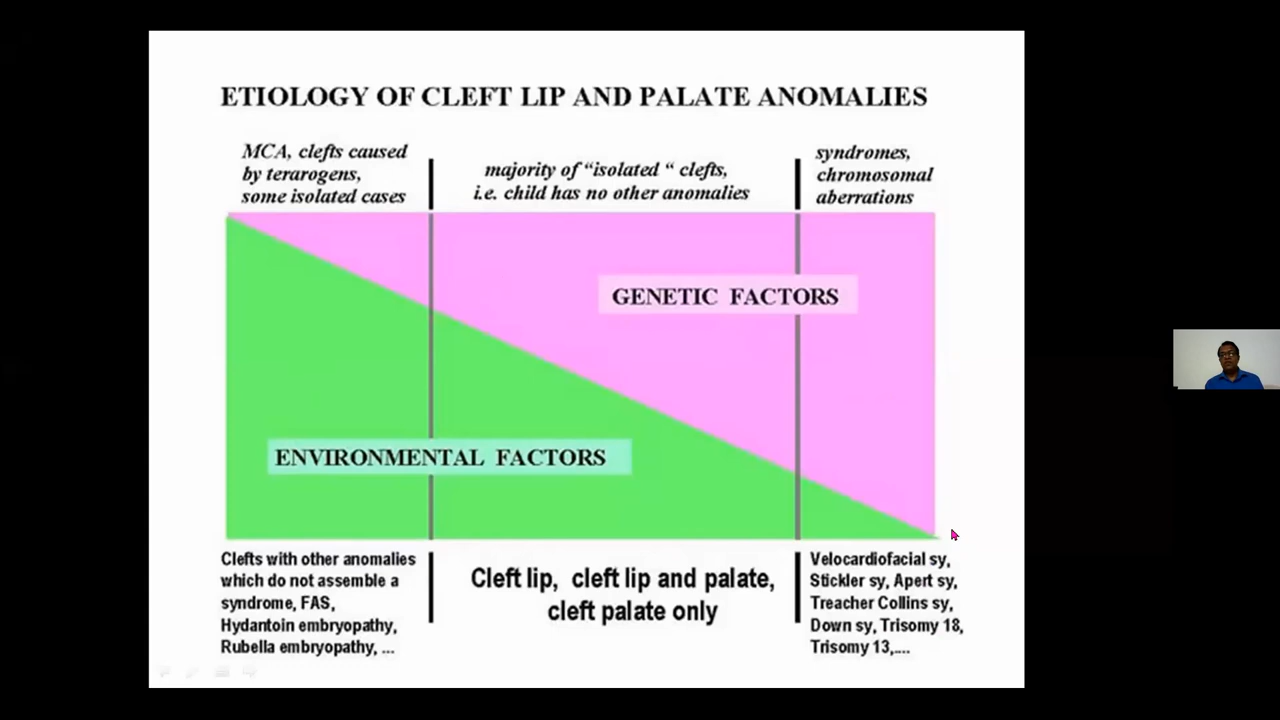 ETIOLOGY OF CLEFT LIP AND PALATE ANOMALIES
MCA, clefts caused
by terarogens,
some isolated cases
majority of “isolated “ clefts,
i.e. child has no other anomalies
syndromes,
chromosomal
aberrations
GENETIC FACTORS
ENVIRONMENTAL FACTORS
Clefts with other anomalies
which do not assemble a
syndrome, FAS,
Hydantoin embryopathy,
Rubella embryopathy, ...
Cleft lip, cleft lip and palate,
cleft palate only
Velocardiofacial sy,
Stickler sy, Apert sy,
Treacher Collins sy,
Down sy, Trisomy 18,
Trisomy 13,....